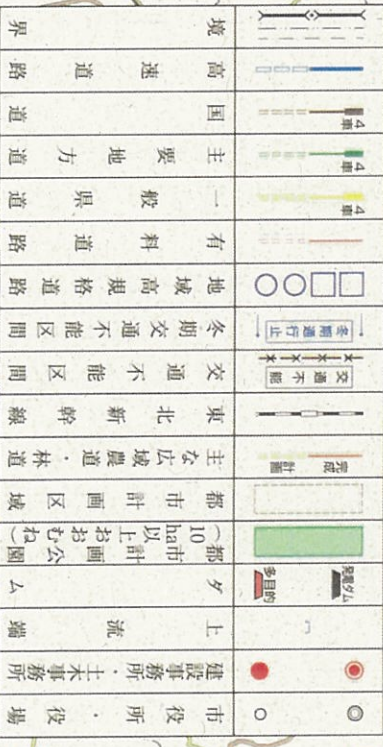 境界
高速道路
国道
4車
主要地方道
4車
一般県道
4車
有料道路
地域高規格道路
冬期交通不能区間
冬期通行止
交通不能区間
交通不能
東北新幹線
主な広域農道・林道
完成
計画
都市計画区域
都市計画公園
（おおむね
10ha以上）
ダム
発電ダム
多目的
上流端
建設事務所・土木事務所
市役所・役場